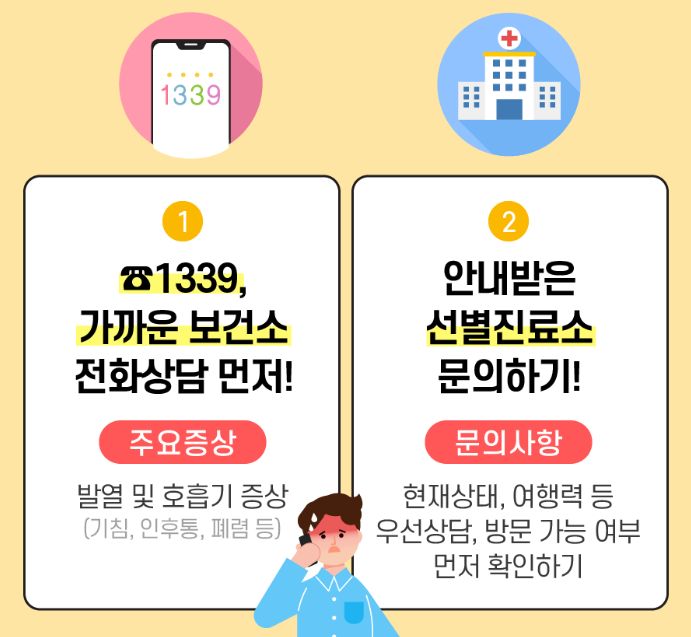 1339
1
☎1339,
가까운 보건소
전화상담 먼저!
주요증상
발열 및 호흡기 증상
(기침, 인후통, 폐렴 등)
2
안내받은
선별진료소
문의하기!
문의사항
현재상태, 여행력 등
우선상담, 방문 가능 여부
먼저 확인하기